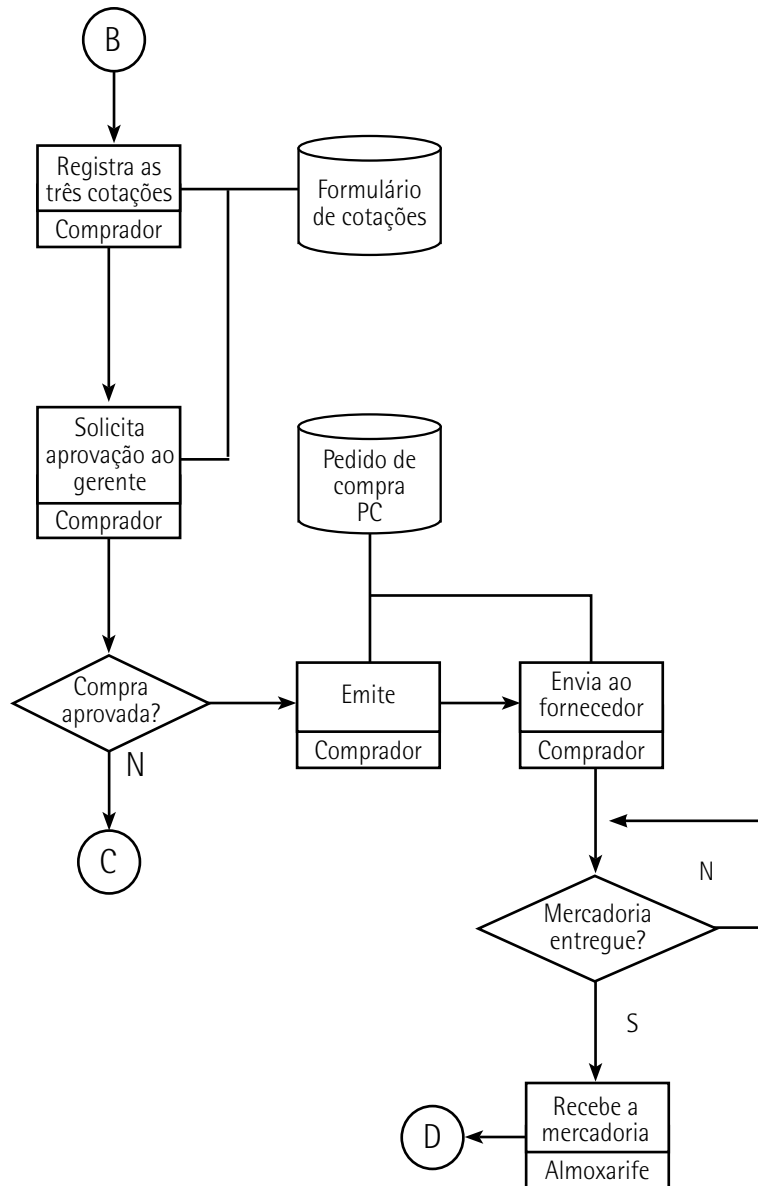 B
Registra as
três cotações
Comprador
Formulário
de cotações
Solicita
aprovação ao
gerente
Comprador
Pedido de
compra
PC
Compra
aprovada?
N
Emite
Comprador
Envia ao
fornecedor
Comprador
C
N
Mercadoria
entregue?
S
Recebe a
mercadoria
Almoxarife
D